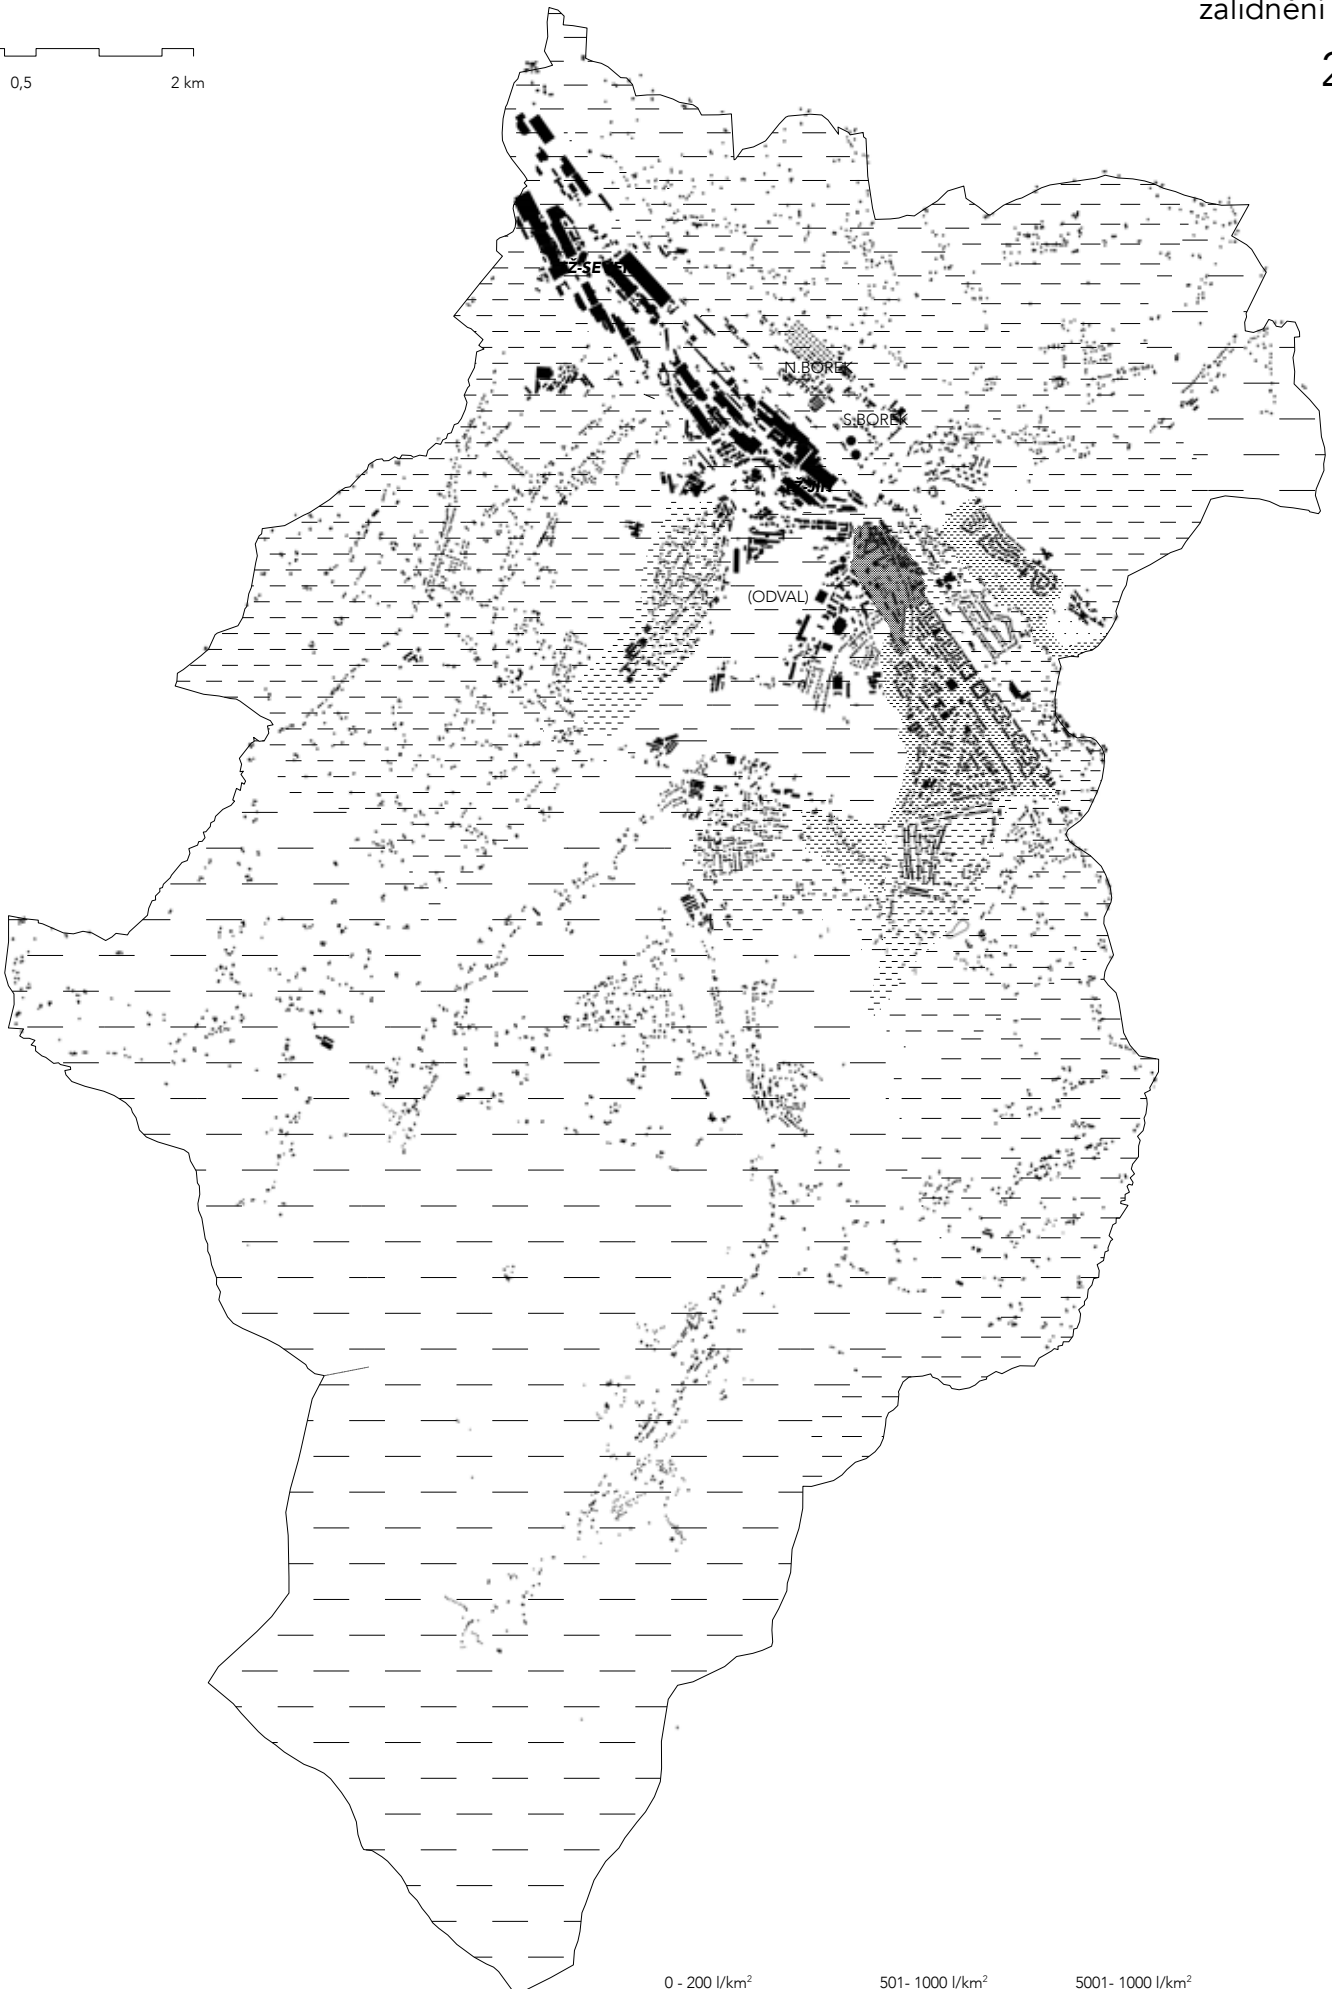 zalidnění
0,5 2 km
N.BOREK
S.BOREK
(ODVAL)
0 - 200 l/km² 501- 1000 l/km² 5001- 1000 l/km²